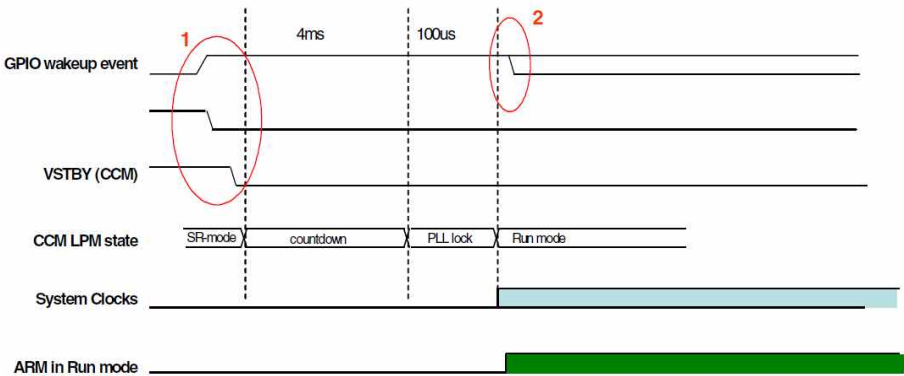 1 4ms 100us 2
GPIO wakeup event
VSTBY (CCM)
CCM LPM state SR-mode countdown PLL lock Run mode
System Clocks
ARM in Run mode